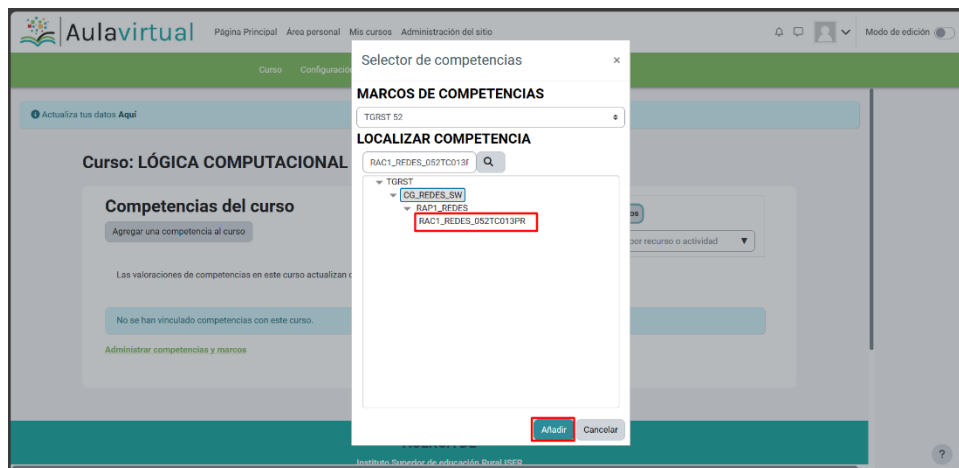 Aulavirtual
Página Principal Área personal Mis cursos Administración del sitio
Modo de edición
Curso Configuración
Actualiza tus datos Aquí
Curso: LÓGICA COMPUTACIONAL
Competencias del curso
Agregar una competencia al curso
por recurso o actividad
Las valoraciones de competencias en este curso actualizan
No se han vinculado competencias con este curso.
Administrar competencias y marcos
Selector de competencias
×
MARCOS DE COMPETENCIAS
TGRST 52
LOCALIZAR COMPETENCIA
RAC1_REDES_052TC013
TGRST
CG_REDES_SW
RAP1_REDES
RAC1_REDES_052TC013PR
Añadir Cancelar
Instituto Superior de educación Rural ISER
?